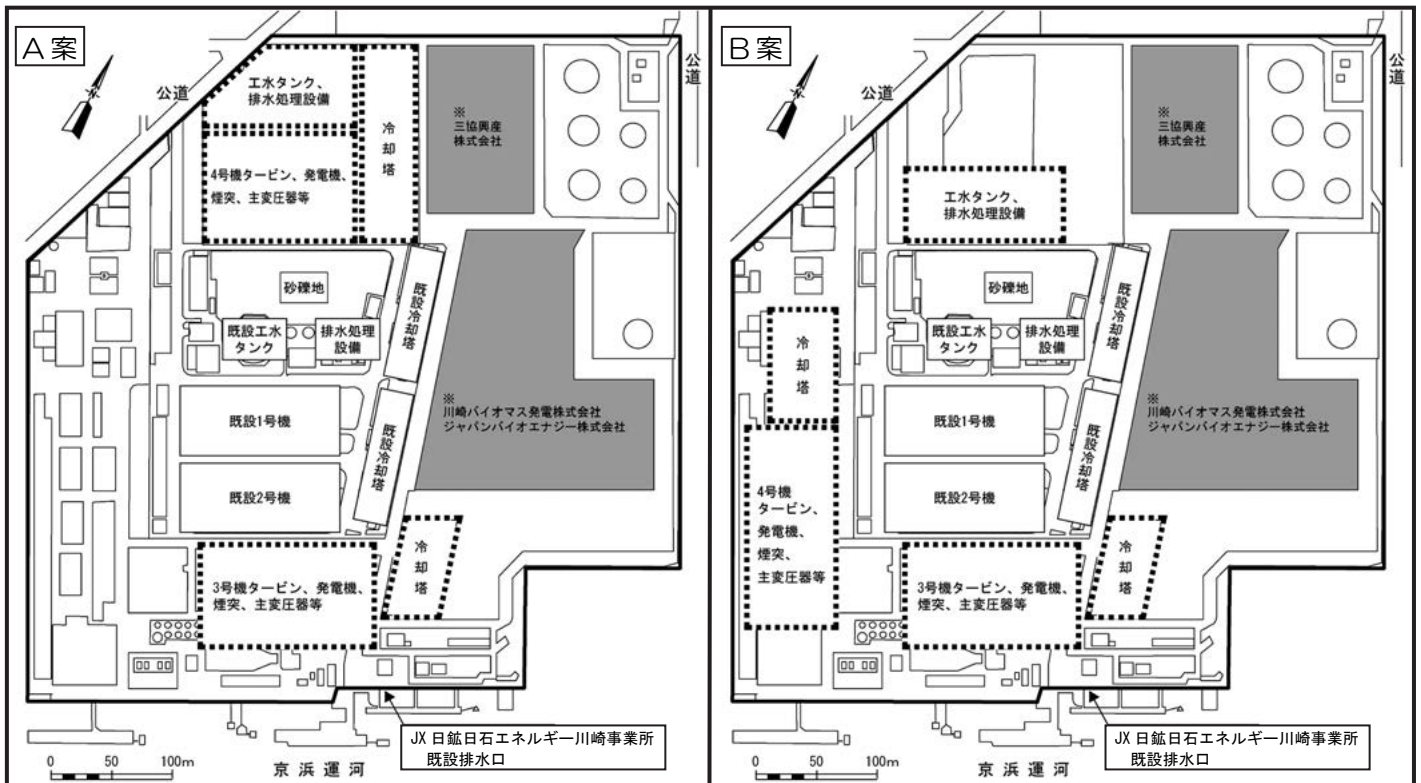 A案
公道
公道
工水タンク、
排水処理設備
冷却塔
4号機タービン、発電機、
煙突、主変圧器等
※
三協興産
株式会社
砂礫地
既設工水
タンク
排水処理
設備
既設冷却塔
既設1号機
既設冷却塔
既設2号機
※
川崎バイオマス発電株式会社
ジャパンバイオエナジー株式会社
3号機タービン、発電機、
煙突、主変圧器等
冷却塔
JX 日鉱日石エネルギー川崎事業所
既設排水口
0 50 100m
京浜運河
B案
公道
公道
工水タンク、
排水処理設備
※
三協興産
株式会社
砂礫地
既設工水
タンク
排水処理
設備
既設冷却塔
冷却塔
既設1号機
既設冷却塔
既設2号機
※
川崎バイオマス発電株式会社
ジャパンバイオエナジー株式会社
4号機
タービン、
発電機、
煙突、
主変圧器等
3号機タービン、発電機、
煙突、主変圧器等
冷却塔
JX 日鉱日石エネルギー川崎事業所
既設排水口
0 50 100m
京浜運河